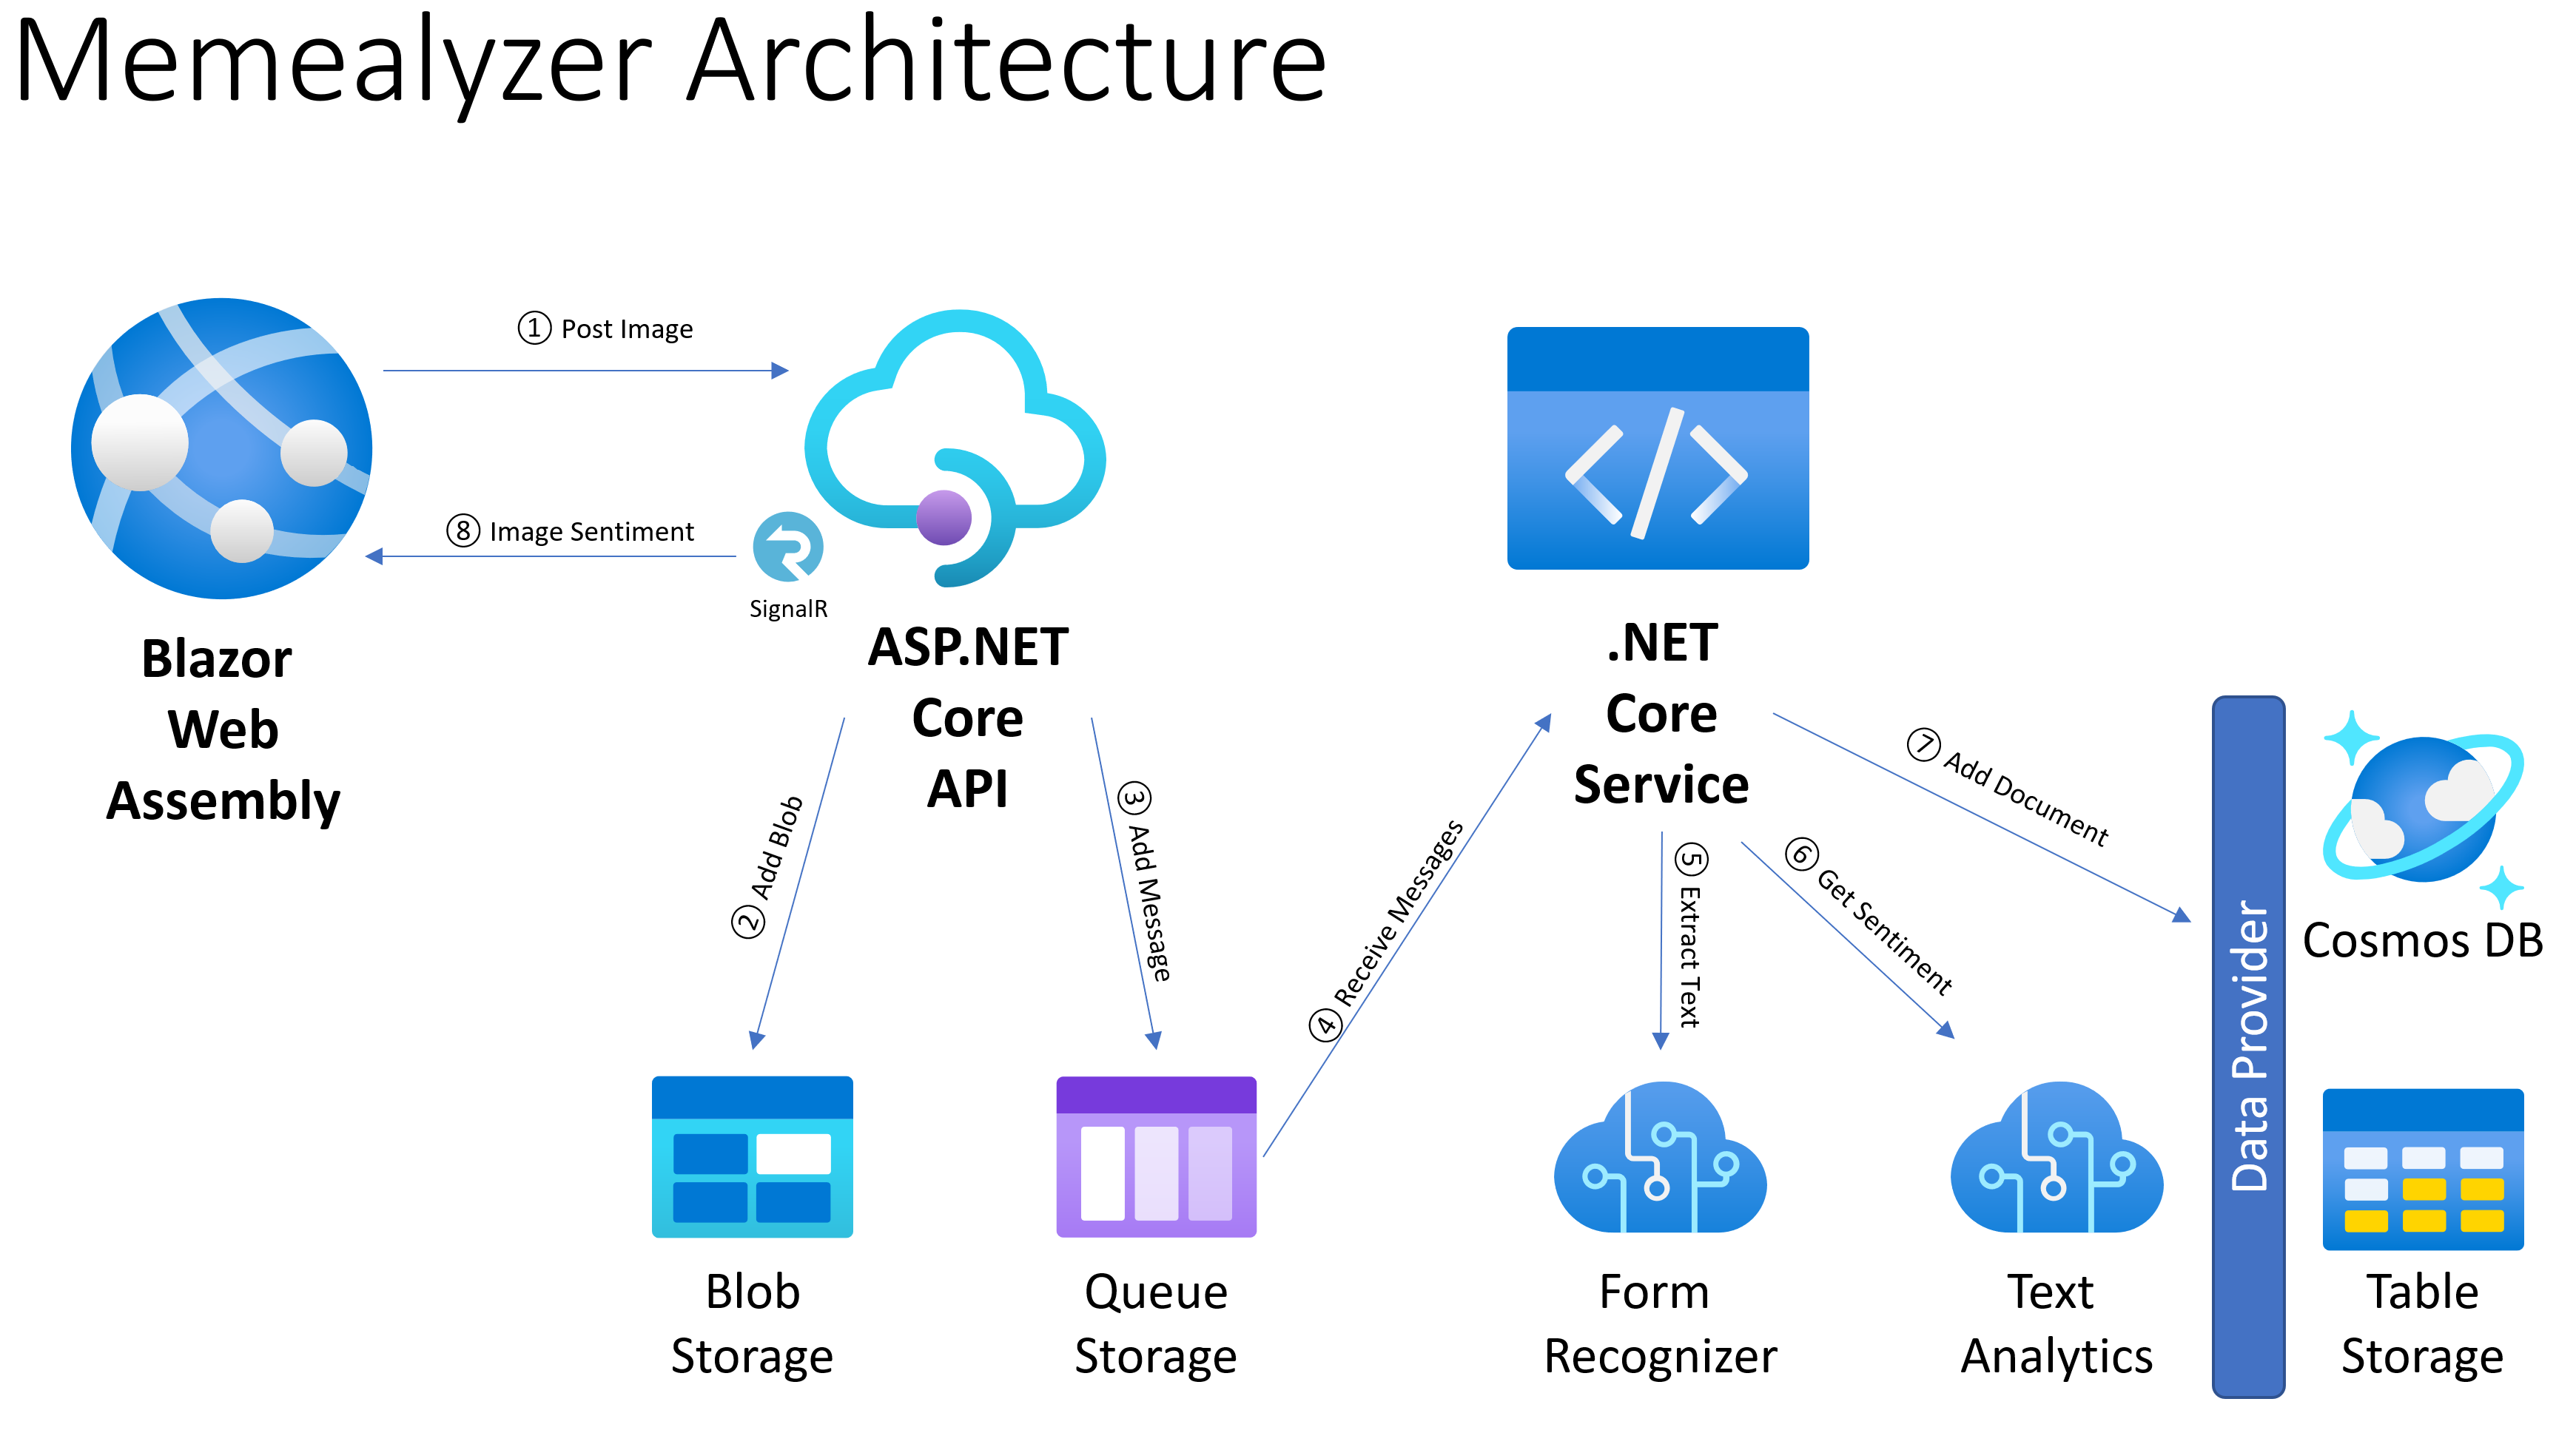 Memealyzer Architecture
① Post Image
⑧ Image Sentiment
SignalR
Blazor
Web
Assembly
ASP.NET
Core
API
.NET
Core
Service
② Add Blob
③ Add Message
④ Receive Messages
⑤ Extract Text
⑥ Get Sentiment
⑦ Add Document
Data Provider
Cosmos DB
Blob
Storage
Queue
Storage
Form
Recognizer
Text
Analytics
Table
Storage